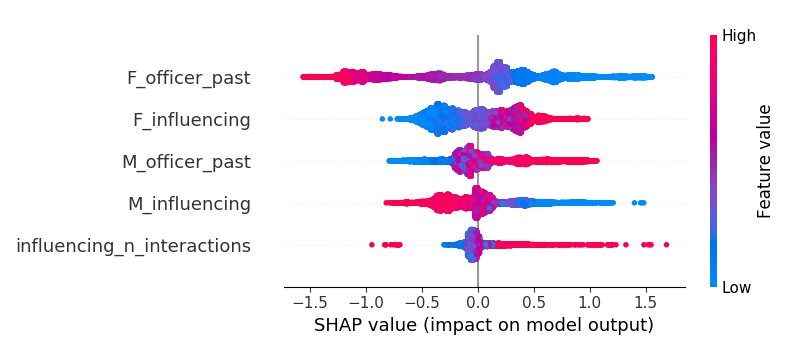 High
F_officer_past
F_influencing
M_officer_past
M_influencing
influencing_n_interactions
Feature value
Low
−1.5 −1.0 −0.5 0.0 0.5 1.0 1.5
SHAP value (impact on model output)